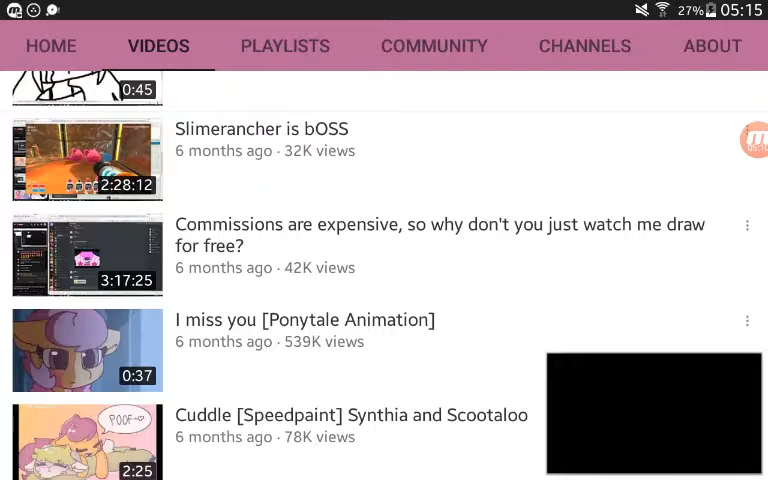 27% 05:15
HOME VIDEOS PLAYLISTS COMMUNITY CHANNELS ABOUT
0:45
Slimerancher is bOSS
6 months ago · 32K views
2:28:12
Commissions are expensive, so why don't you just watch me draw
for free?
6 months ago · 42K views
3:17:25
I miss you [Ponytale Animation]
6 months ago · 539K views
0:37
Cuddle [Speedpaint] Synthia and Scootaloo
6 months ago · 78K views
POOF~
2:25